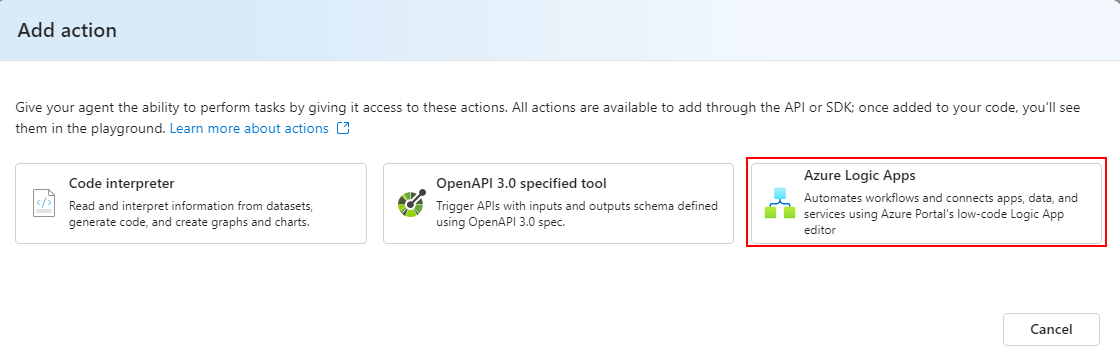 Add action
Give your agent the ability to perform tasks by giving it access to these actions. All actions are available to add through the API or SDK; once added to your code, you'll see
them in the playground. Learn more about actions
Code interpreter
Read and interpret information from datasets,
generate code, and create graphs and charts.
OpenAPI 3.0 specified tool
Trigger APIs with inputs and outputs schema defined
using OpenAPI 3.0 spec.
Azure Logic Apps
Automates workflows and connects apps, data, and
services using Azure Portal's low-code Logic App
editor
Cancel